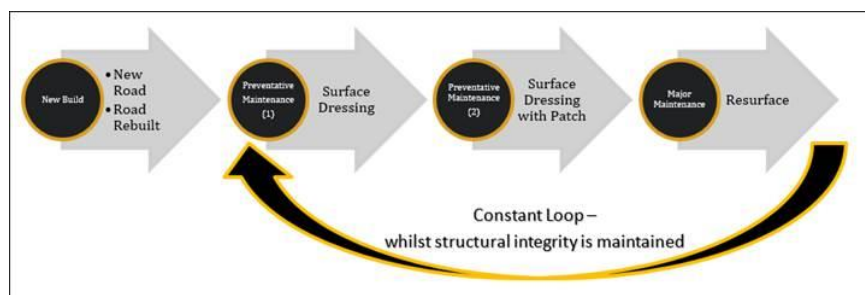 New Build
• New
Road
• Road
Rebuilt
Preventative
Maintenance
(1)
Surface
Dressing
Preventative
Maintenance
(2)
Surface
Dressing
with Patch
Major
Maintenance
Resurface
Constant Loop –
whilst structural integrity is maintained